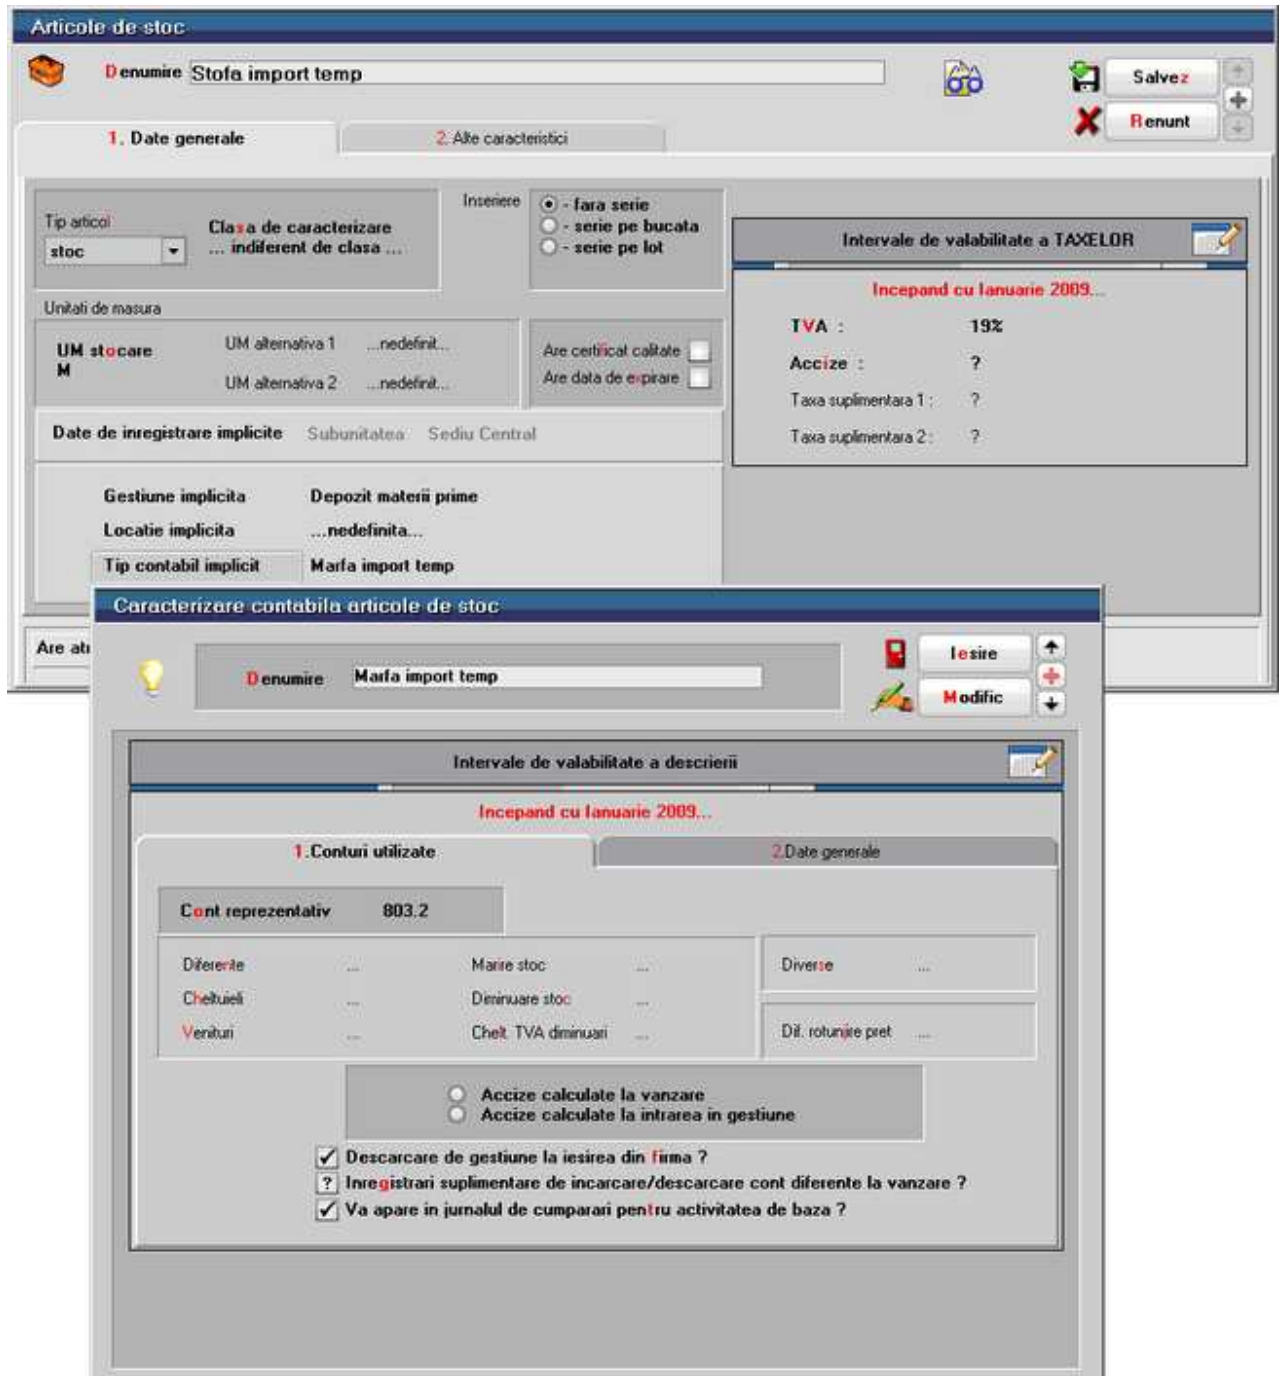 Articole de stoc
Denumire Stofa import temp
Salvez
Renunt
1. Date generale 2. Alte caracteristici
Tip articol
stoc
Clasa de caracterizare
... indiferent de clasa ...
Inseriere
- fara serie
- serie pe bucata
- serie pe lot
Intervale de valabilitate a TAXELOR
Incepand cu Ianuarie 2009...
TVA : 19%
Accize : ?
Taxa suplimentara 1 : ?
Taxa suplimentara 2 : ?
Unitati de masura
UM stocare
M
UM alternativa 1 ...nedefinit...
UM alternativa 2 ...nedefinit...
Are certificat calitate
Are data de expirare
Date de inregistrare implicite Subunitatea Sediu Central
Gestiune implicita Depozit materii prime
Locatie implicita ...nedefinita...
Tip contabil implicit Marfa import temp
Are
Caracterizare contabila articole de stoc
Denumire Marfa import temp
Iesire
Modific
Intervale de valabilitate a descrierii
Incepand cu Ianuarie 2009...
1.Conturi utilizate 2.Date generale
Cont reprezentativ 803.2
Diferente ... Marire stoc ... Diverse ...
Cheltuieli ... Diminuare stoc ...
Venituri ... Chelt. TVA diminuari ... Dif. rotunjire pret ...
Accize calculate la vanzare
Accize calculate la intrarea in gestiune
Descarcare de gestiune la iesirea din firma ?
? Inregistrari suplimentare de incarcare/descarcare cont diferente la vanzare ?
Va apare in jurnalul de cumparari pentru activitatea de baza ?